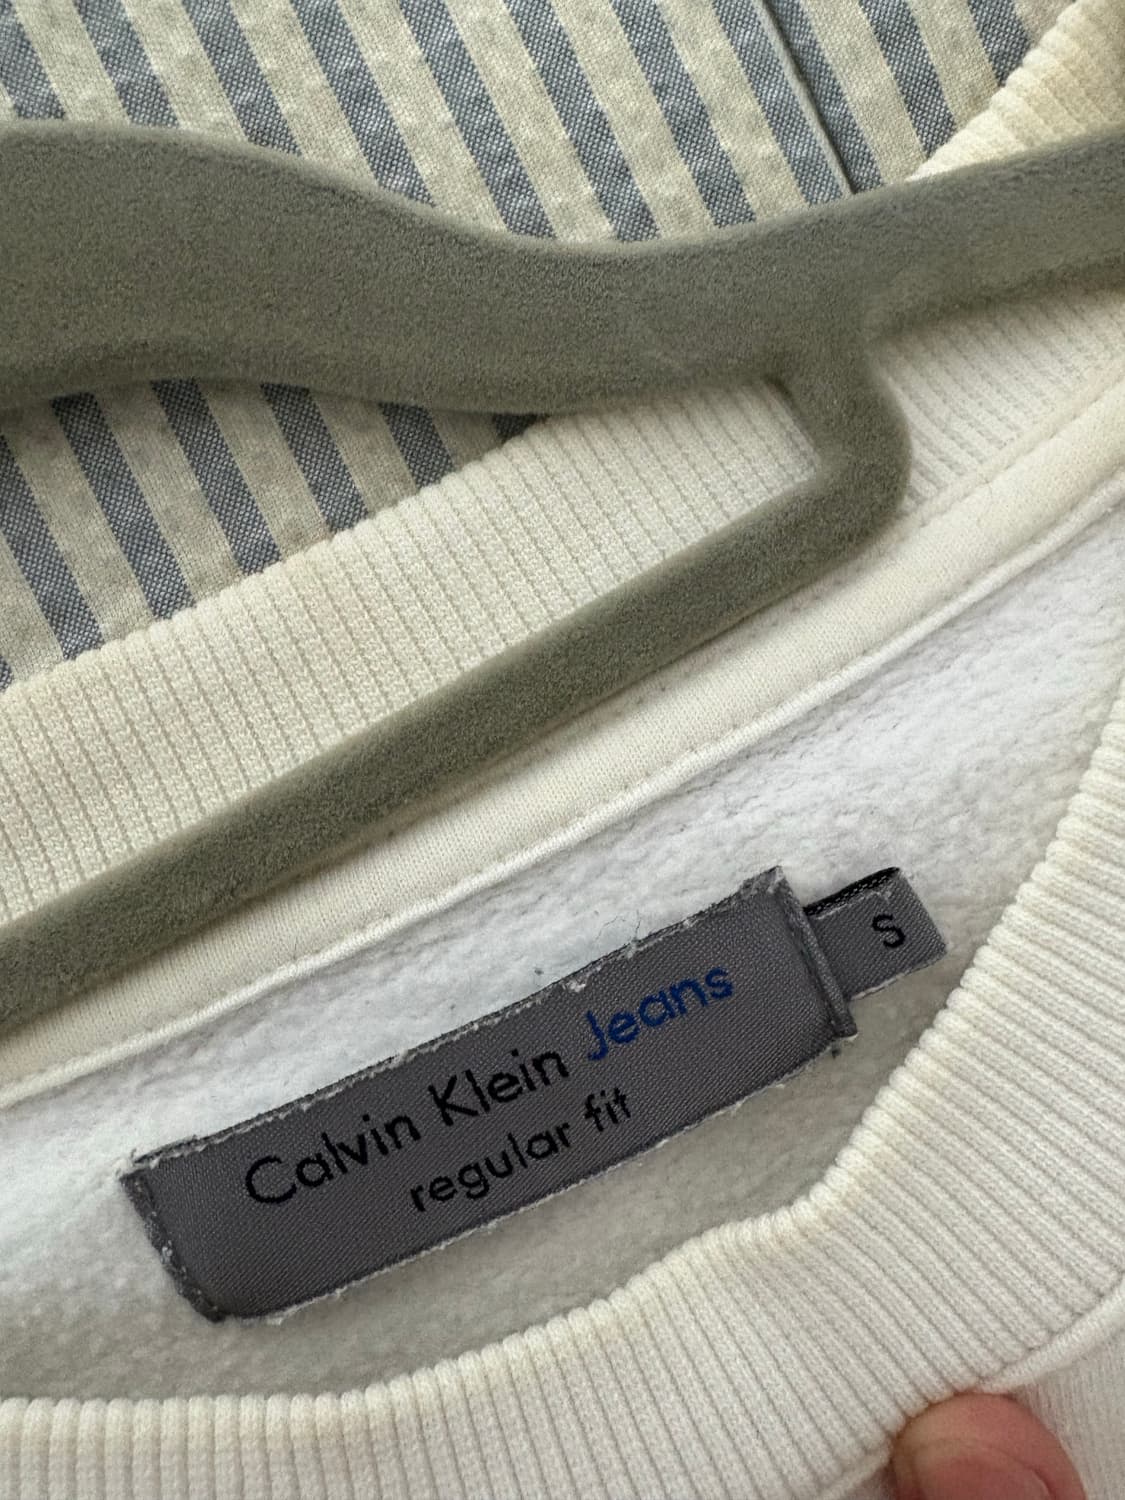 Calvin Klein Jeans
regular fit
S